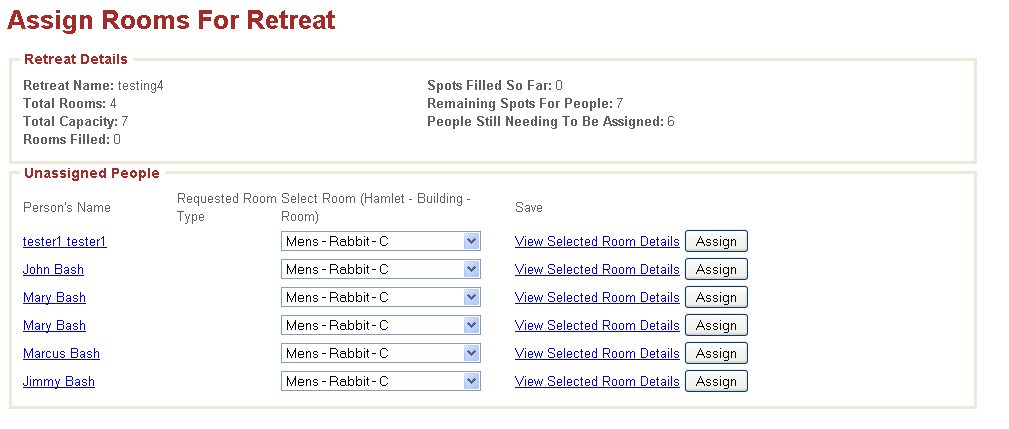 Assign Rooms For Retreat
Retreat Details
Retreat Name: testing4 Spots Filled So Far: 0
Total Rooms: 4 Remaining Spots For People: 7
Total Capacity: 7 People Still Needing To Be Assigned: 6
Rooms Filled: 0
Unassigned People
Person's Name Requested Room Type Select Room (Hamlet - Building - Room) Save
tester1 tester1 Mens - Rabbit - C View Selected Room Details Assign
John Bash Mens - Rabbit - C View Selected Room Details Assign
Mary Bash Mens - Rabbit - C View Selected Room Details Assign
Mary Bash Mens - Rabbit - C View Selected Room Details Assign
Marcus Bash Mens - Rabbit - C View Selected Room Details Assign
Jimmy Bash Mens - Rabbit - C View Selected Room Details Assign